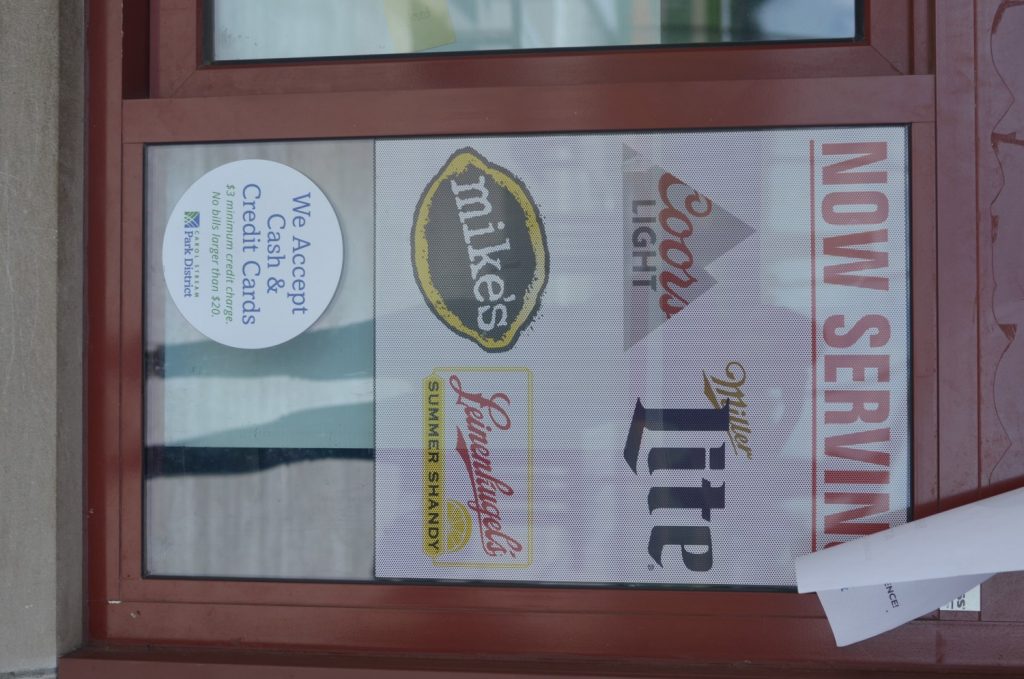 NOW SERVIN
Coors
LIGHT
Miller
Lite
mike's
Leinenkugel's
SUMMER SHANDY
We Accept
Cash &
Credit Cards
$3 minimum credit charge.
No bills larger than $20.
CAROL STREAM
Park District
ENCE!